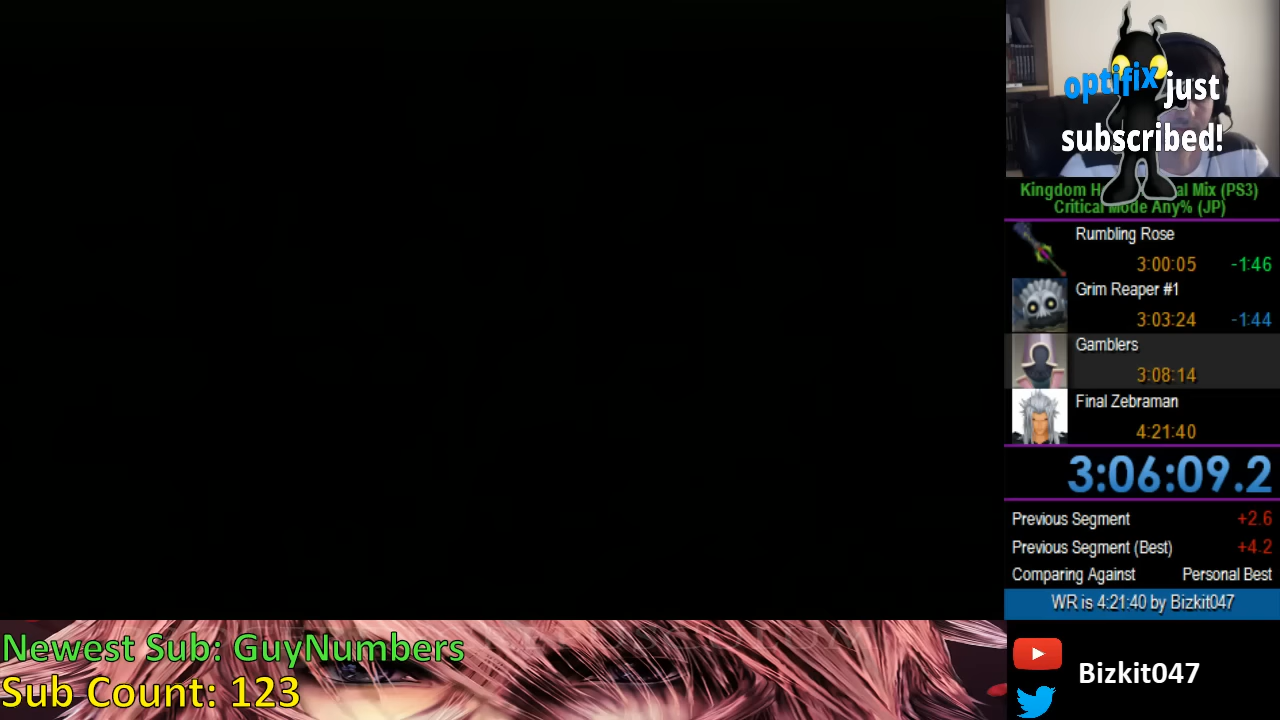 optifix just
subscribed!
Kingdom H al Mix (PS3)
Critical Mode Any% (JP)
Rumbling Rose
3:00:05 -1:46
Grim Reaper #1
3:03:24 -1:44
Gamblers
3:08:14
Final Zebraman
4:21:40
3:06:09.2
Previous Segment +2.6
Previous Segment (Best) +4.2
Comparing Against Personal Best
WR is 4:21:40 by Bizkit047
Newest Sub: GuyNumbers
Sub Count: 123
Bizkit047